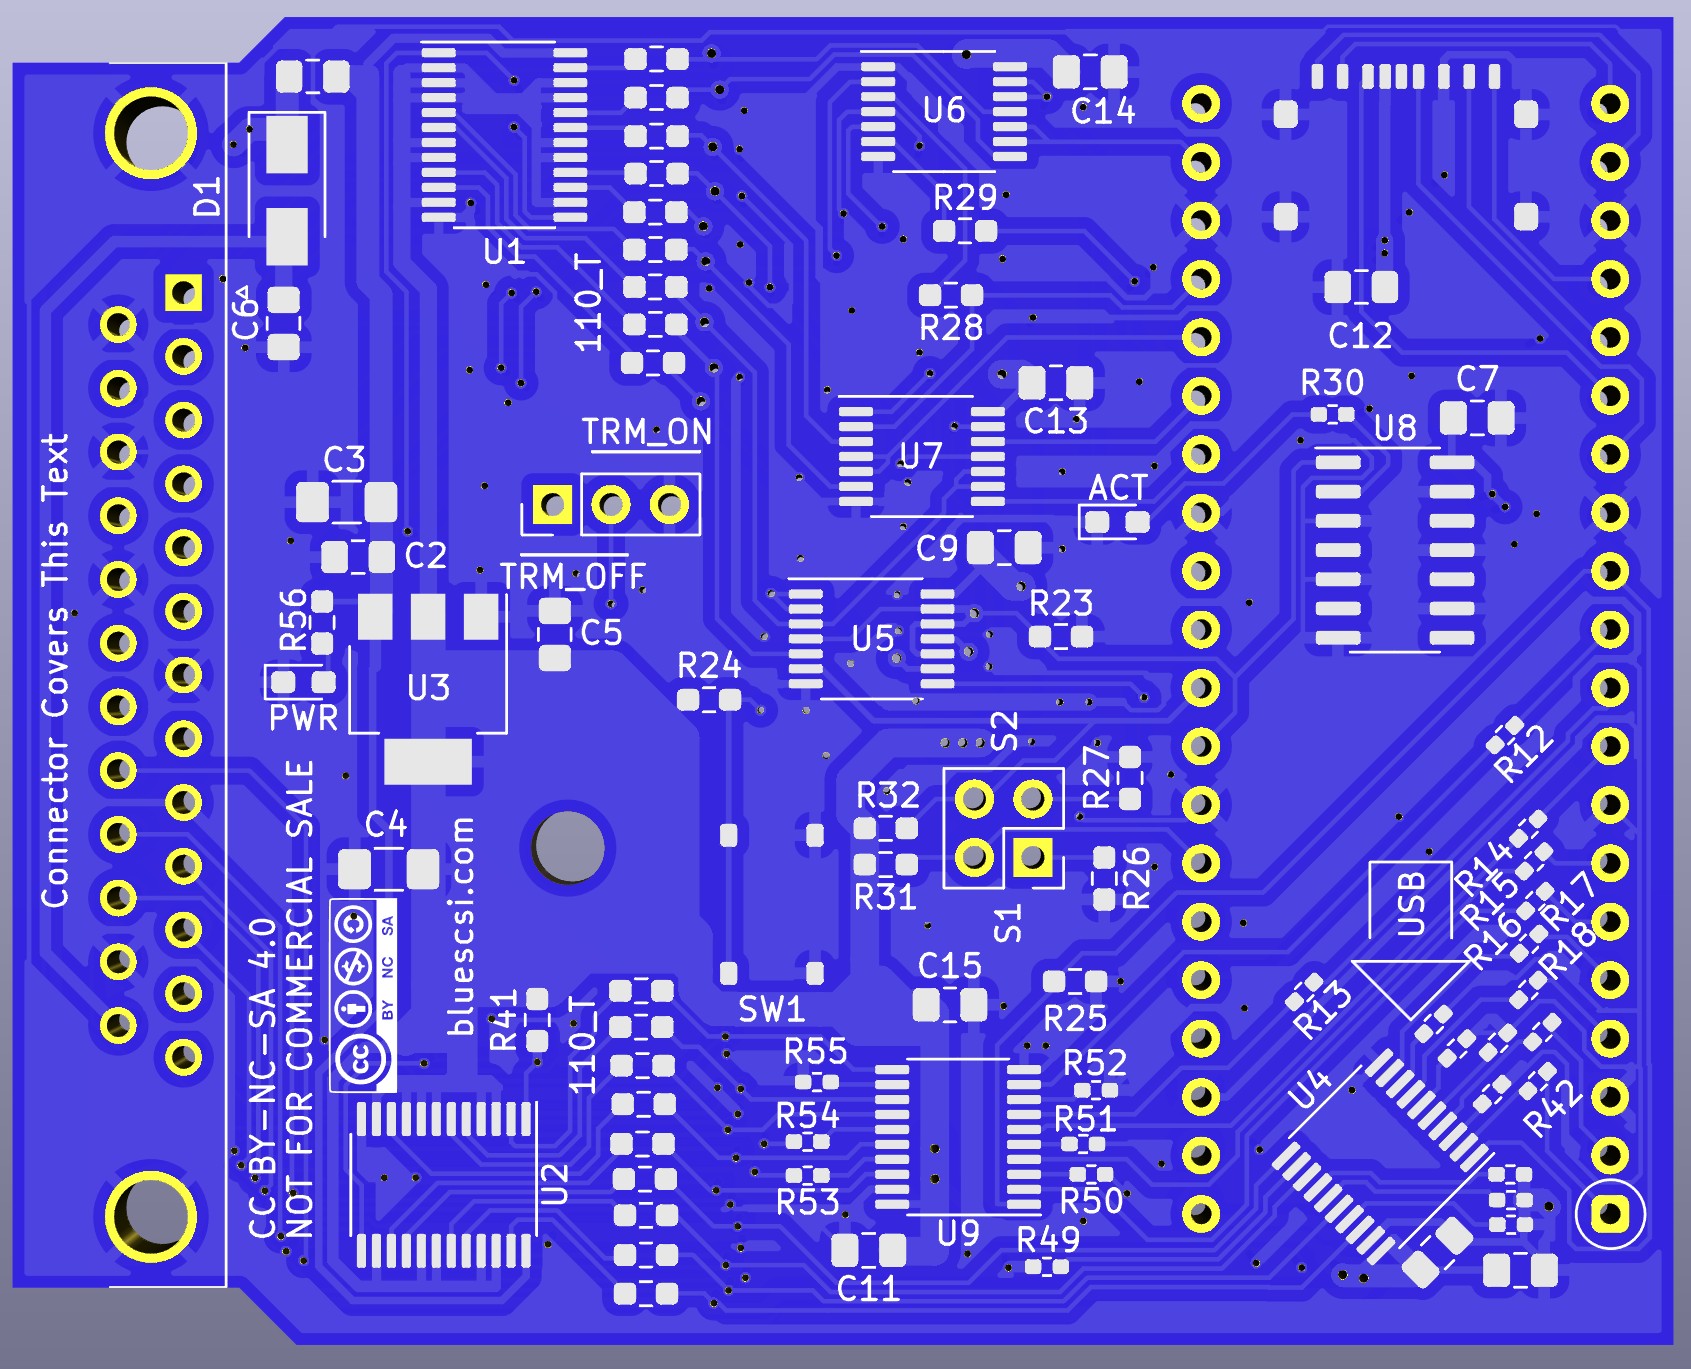 U6
C14
D1
R29
U1
C6
110_T
R28
C12
R30
C7
C13
U8
TRM_ON
U7
C3
ACT
Connector Covers This Text
C9
C2
TRM_OFF
R56
R23
C5
U5
R24
U3
PWR
S2
R12
R27
R32
C4
R14
R26
R31
R15
R17
USB
R16
S1
R18
bluescsi.com
CC BY-NC-SA 4.0
NOT FOR COMMERCIAL SALE
BY NC SA
cc
C15
R13
SW1
R41
110_T
R25
R55
R52
U4
R54
R51
R42
U2
R53
R50
U9
R49
C11